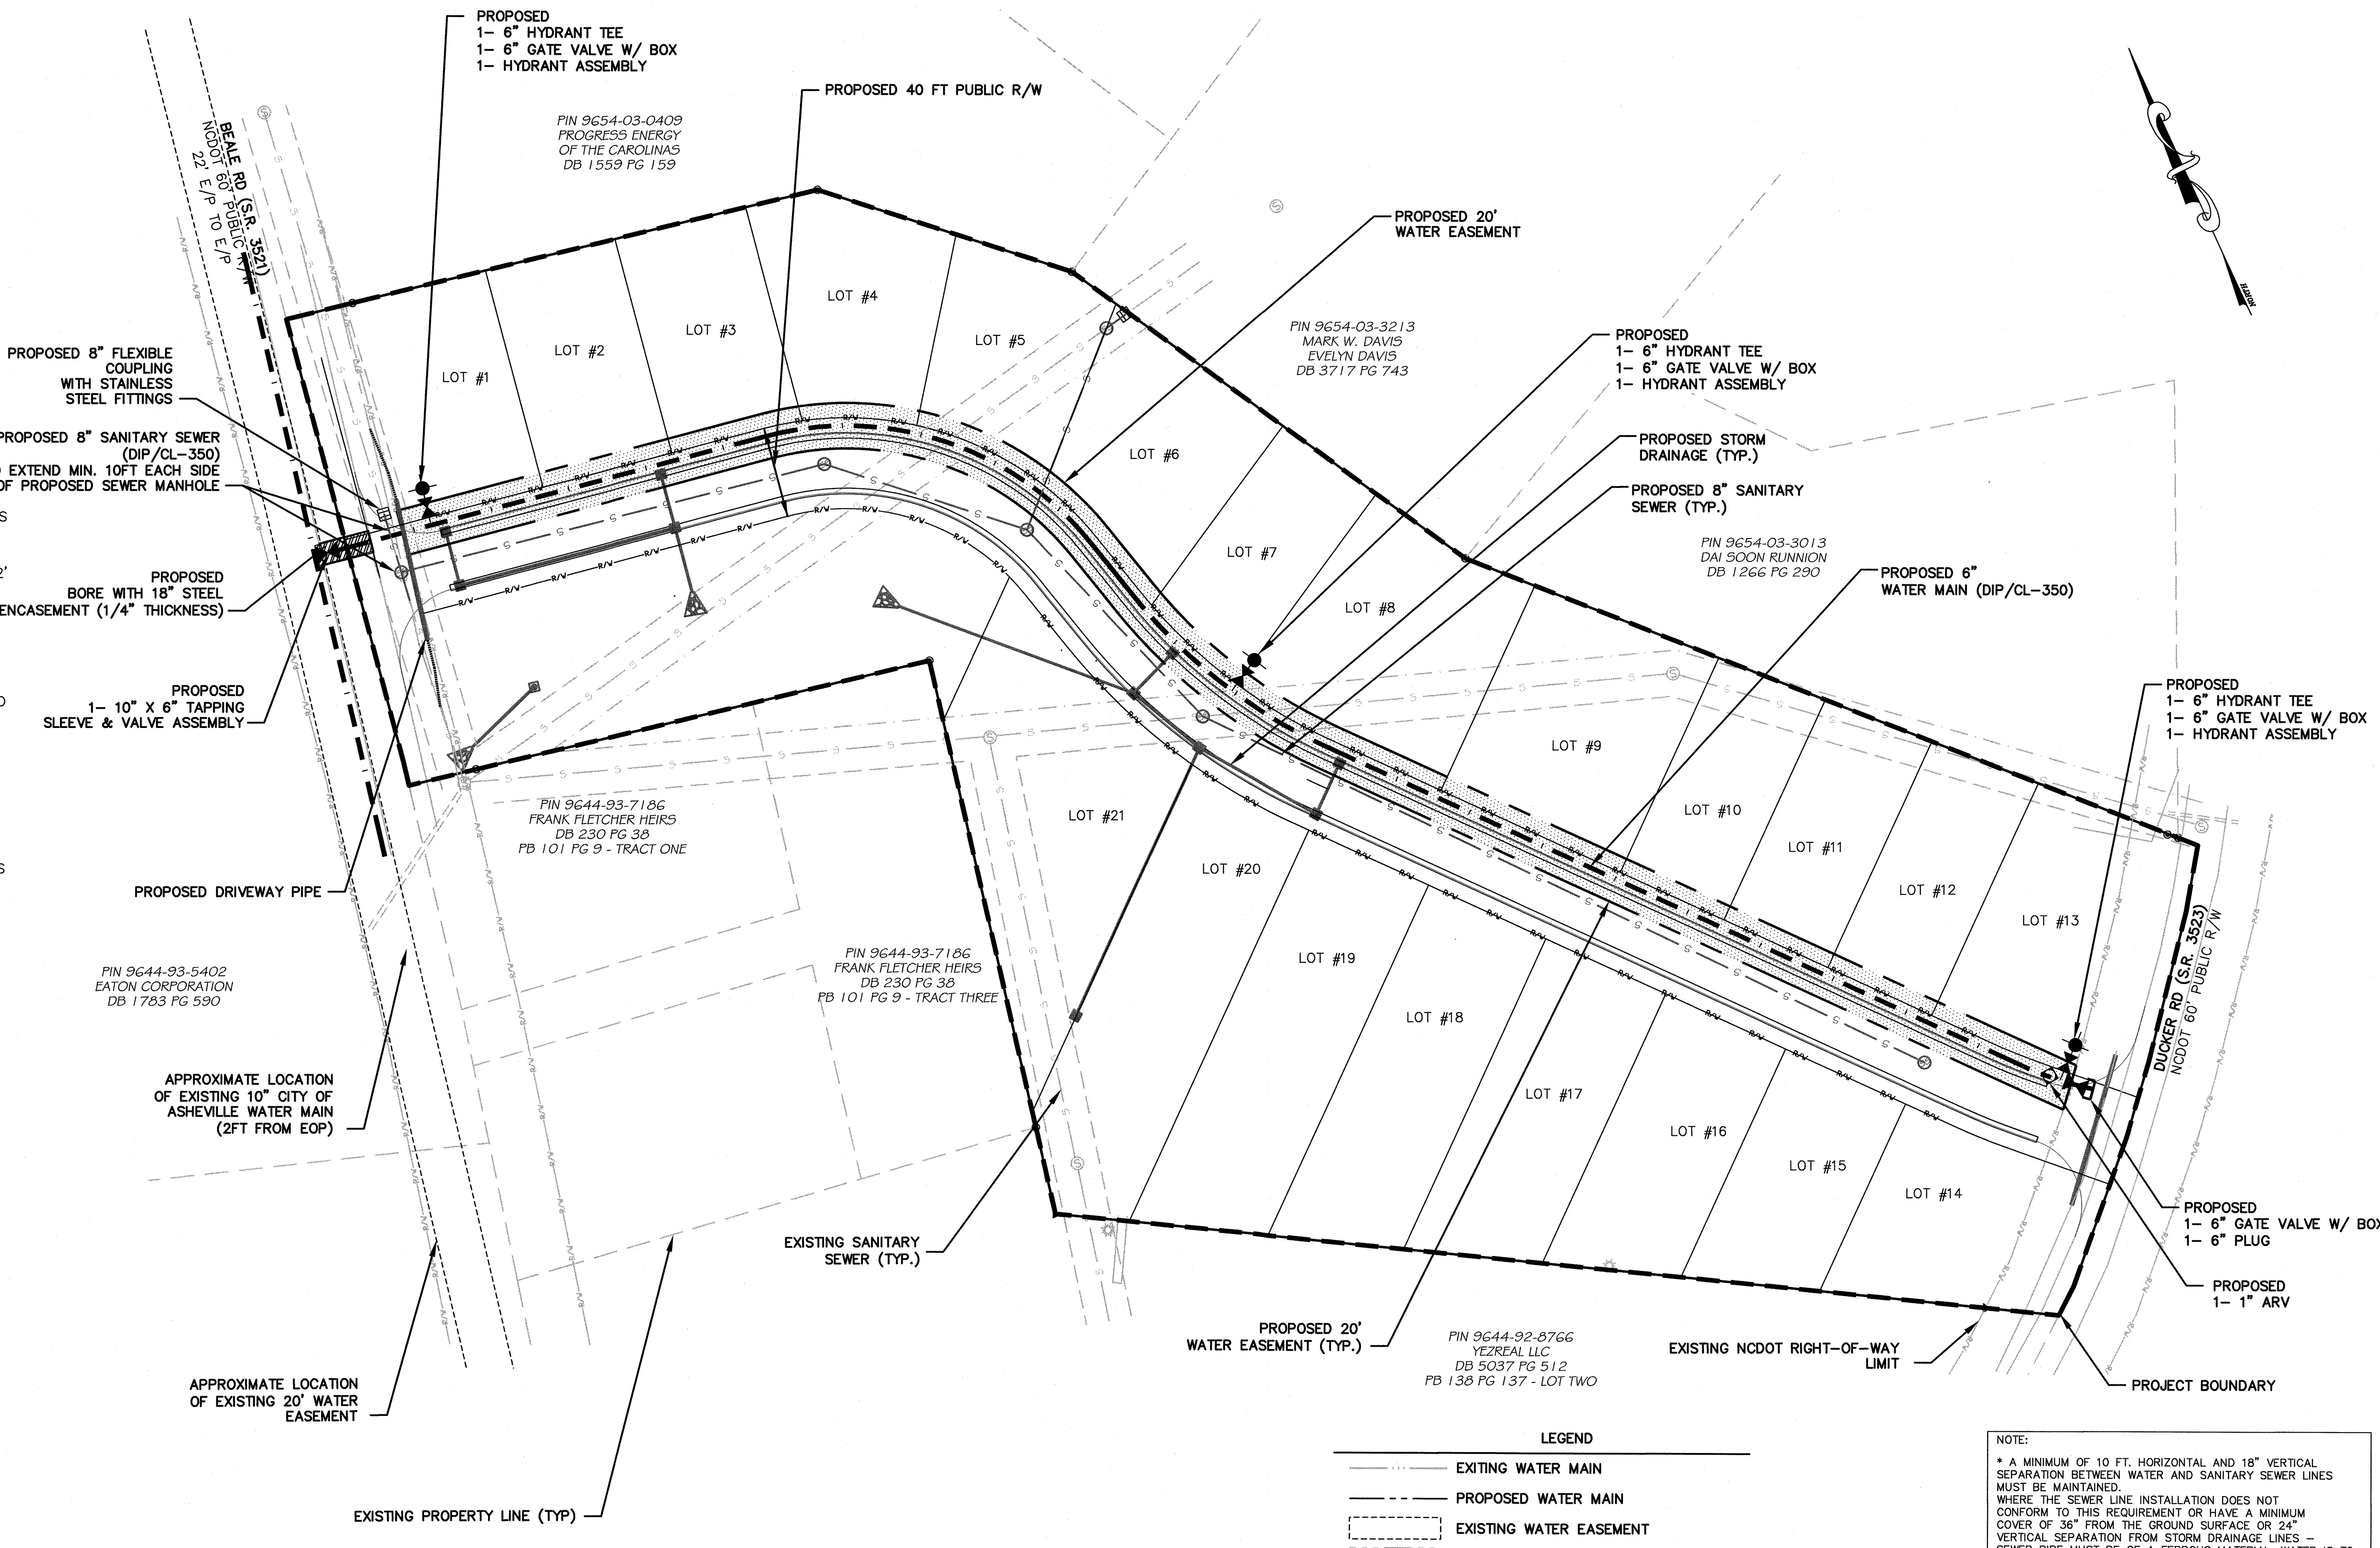 PROPOSED
1- 6" HYDRANT TEE
1- 6" GATE VALVE W/ BOX
1- HYDRANT ASSEMBLY
PROPOSED 40 FT PUBLIC R/W
PIN 9654-03-0409
PROGRESS ENERGY
OF THE CAROLINAS
DB 1559 PG 159
BEALE RD (S.R. 3521)
NCDOT 60' PUBLIC R/W
22' E/P TO E/P
PROPOSED 20'
WATER EASEMENT
NORTH
LOT #1
LOT #2
LOT #3
LOT #4
LOT #5
PIN 9654-03-3213
MARK W. DAVIS
EVELYN DAVIS
DB 3717 PG 743
PROPOSED
1- 6" HYDRANT TEE
1- 6" GATE VALVE W/ BOX
1- HYDRANT ASSEMBLY
PROPOSED 8" FLEXIBLE
COUPLING
WITH STAINLESS
STEEL FITTINGS
PROPOSED 8" SANITARY SEWER
(DIP/CL-350)
EXTEND MIN. 10FT EACH SIDE
OF PROPOSED SEWER MANHOLE
S
2'
PROPOSED
BORE WITH 18" STEEL
ENCASEMENT (1/4" THICKNESS)
PROPOSED
1- 10" X 6" TAPPING
SLEEVE & VALVE ASSEMBLY
S
PROPOSED STORM
DRAINAGE (TYP.)
PROPOSED 8" SANITARY
SEWER (TYP.)
LOT #6
LOT #7
LOT #8
PIN 9654-03-3013
DAI SOON RUNNION
DB 1266 PG 290
PROPOSED 6"
WATER MAIN (DIP/CL-350)
PROPOSED
1- 6" HYDRANT TEE
1- 6" GATE VALVE W/ BOX
1- HYDRANT ASSEMBLY
LOT #9
LOT #10
LOT #11
LOT #12
LOT #13
DUCKER RD (S.R. 3523)
NCDOT 60' PUBLIC R/W
PIN 9644-93-7186
FRANK FLETCHER HEIRS
DB 230 PG 38
PB 101 PG 9 - TRACT ONE
PROPOSED DRIVEWAY PIPE
LOT #21
LOT #20
LOT #19
LOT #18
LOT #17
LOT #16
LOT #15
LOT #14
PIN 9644-93-5402
EATON CORPORATION
DB 1783 PG 590
PIN 9644-93-7186
FRANK FLETCHER HEIRS
DB 230 PG 38
PB 101 PG 9 - TRACT THREE
APPROXIMATE LOCATION
OF EXISTING 10" CITY OF
ASHEVILLE WATER MAIN
(2FT FROM EOP)
EXISTING SANITARY
SEWER (TYP.)
PROPOSED
1- 6" GATE VALVE W/ BOX
1- 6" PLUG
PROPOSED
1- 1" ARV
PROPOSED 20'
WATER EASEMENT (TYP.)
PIN 9644-92-8766
YEZREAL LLC
DB 5037 PG 512
PB 138 PG 137 - LOT TWO
EXISTING NCDOT RIGHT-OF-WAY
LIMIT
PROJECT BOUNDARY
APPROXIMATE LOCATION
OF EXISTING 20' WATER
EASEMENT
EXISTING PROPERTY LINE (TYP)
LEGEND
EXITING WATER MAIN
PROPOSED WATER MAIN
EXISTING WATER EASEMENT
NOTE:
* A MINIMUM OF 10 FT. HORIZONTAL AND 18" VERTICAL
SEPARATION BETWEEN WATER AND SANITARY SEWER LINES
MUST BE MAINTAINED.
WHERE THE SEWER LINE INSTALLATION DOES NOT
CONFORM TO THIS REQUIREMENT OR HAVE A MINIMUM
COVER OF 36" FROM THE GROUND SURFACE OR 24"
VERTICAL SEPARATION FROM STORM DRAINAGE LINES -